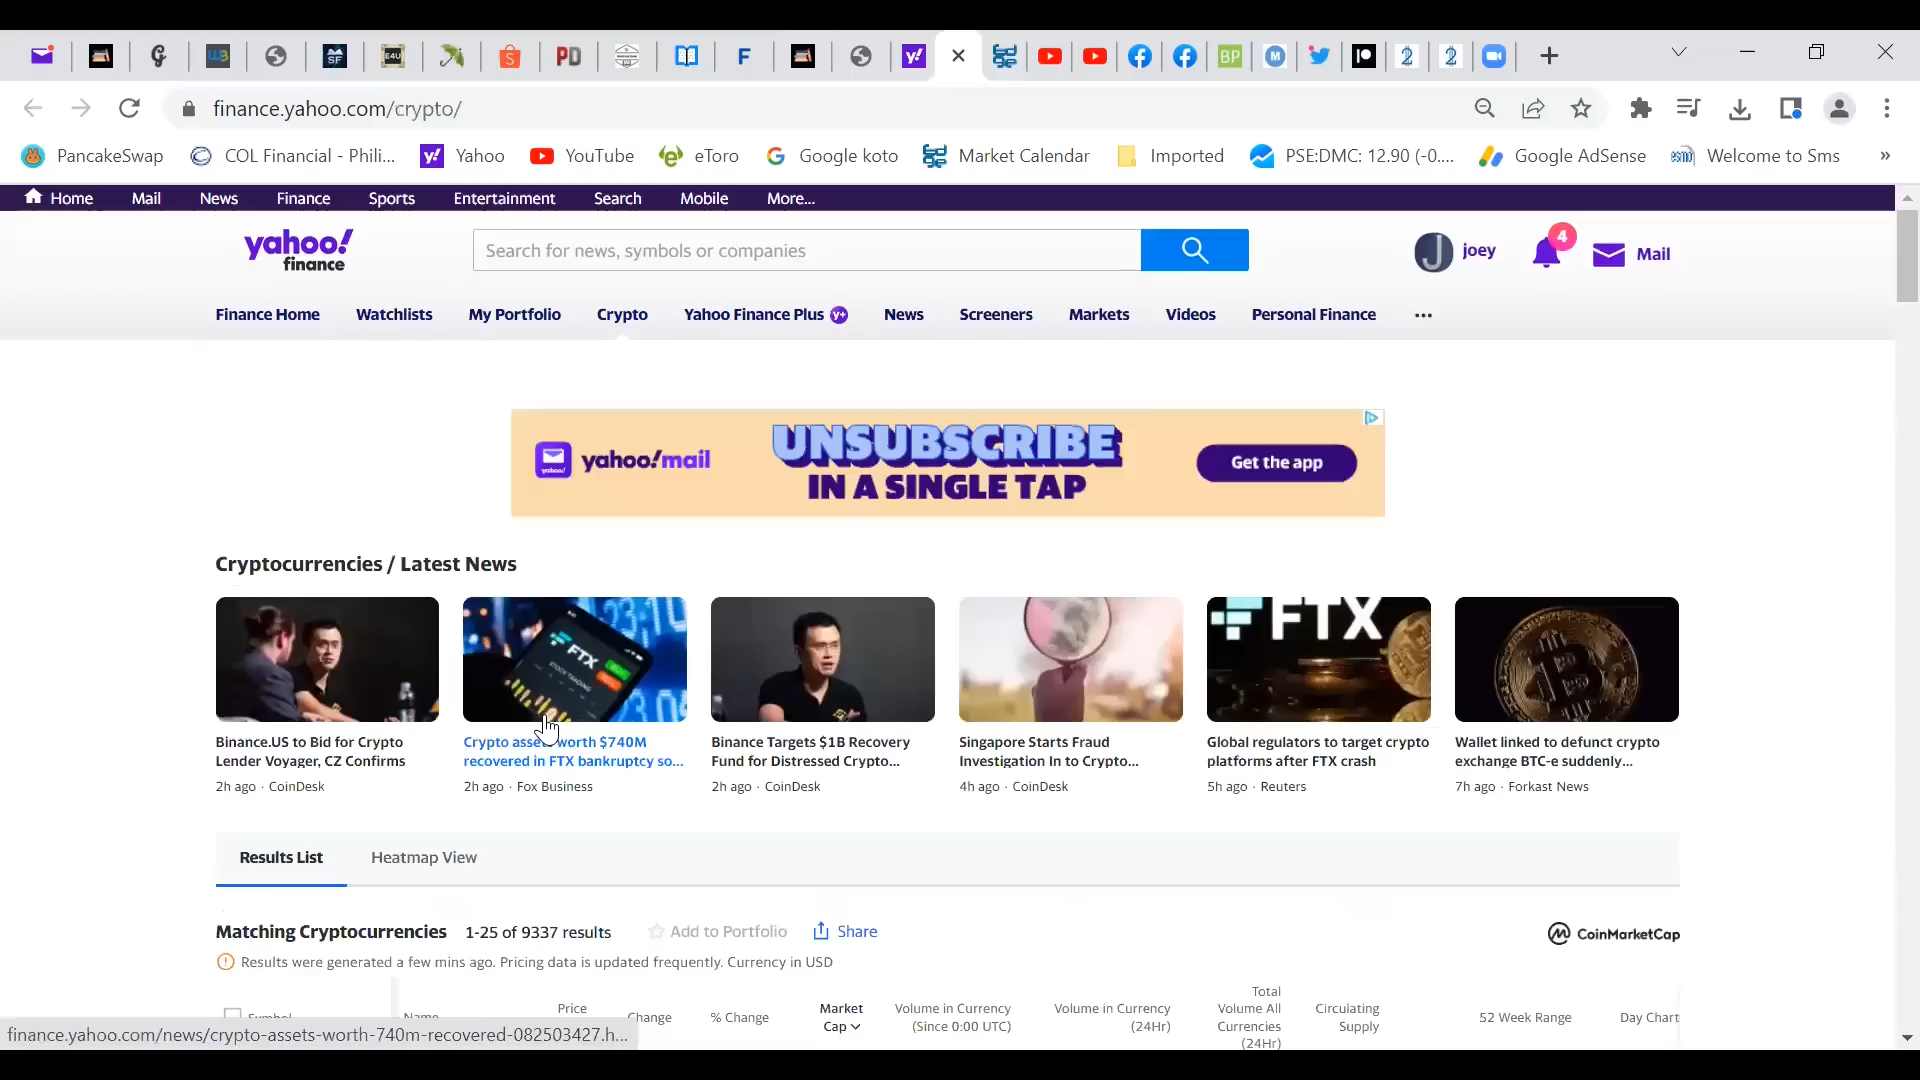 finance.yahoo.com/crypto/
PancakeSwap COL Financial - Phili... Yahoo YouTube eToro Google koto Market Calendar Imported PSE:DMC: 12.90 (-0.... Google AdSense Welcome to Sms »
Home Mail News Finance Sports Entertainment Search Mobile More...
yahoo!
finance
Search for news, symbols or companies
joey
4
Mail
Finance Home Watchlists My Portfolio Crypto Yahoo Finance Plus y+ News Screeners Markets Videos Personal Finance ...
yahoo!mail
UNSUBSCRIBE
IN A SINGLE TAP
Get the app
Cryptocurrencies / Latest News
FTX
FTX
Binance.US to Bid for Crypto
Lender Voyager, CZ Confirms
2h ago · CoinDesk
Crypto assets worth $740M
recovered in FTX bankruptcy so...
2h ago · Fox Business
Binance Targets $1B Recovery
Fund for Distressed Crypto...
2h ago · CoinDesk
Singapore Starts Fraud
Investigation In to Crypto...
4h ago · CoinDesk
Global regulators to target crypto
platforms after FTX crash
5h ago · Reuters
Wallet linked to defunct crypto
exchange BTC-e suddenly...
7h ago · Forkast News
Results List Heatmap View
Matching Cryptocurrencies 1-25 of 9337 results Add to Portfolio Share
CoinMarketCap
Results were generated a few mins ago. Pricing data is updated frequently. Currency in USD
Symbol
Name
Price
Change
% Change
Market
Cap
Volume in Currency
(Since 0:00 UTC)
Volume in Currency
(24Hr)
Total
Volume All
Currencies
(24Hr)
Circulating
Supply
52 Week Range
Day Chart
finance.yahoo.com/news/crypto-assets-worth-740m-recovered-082503427.h...